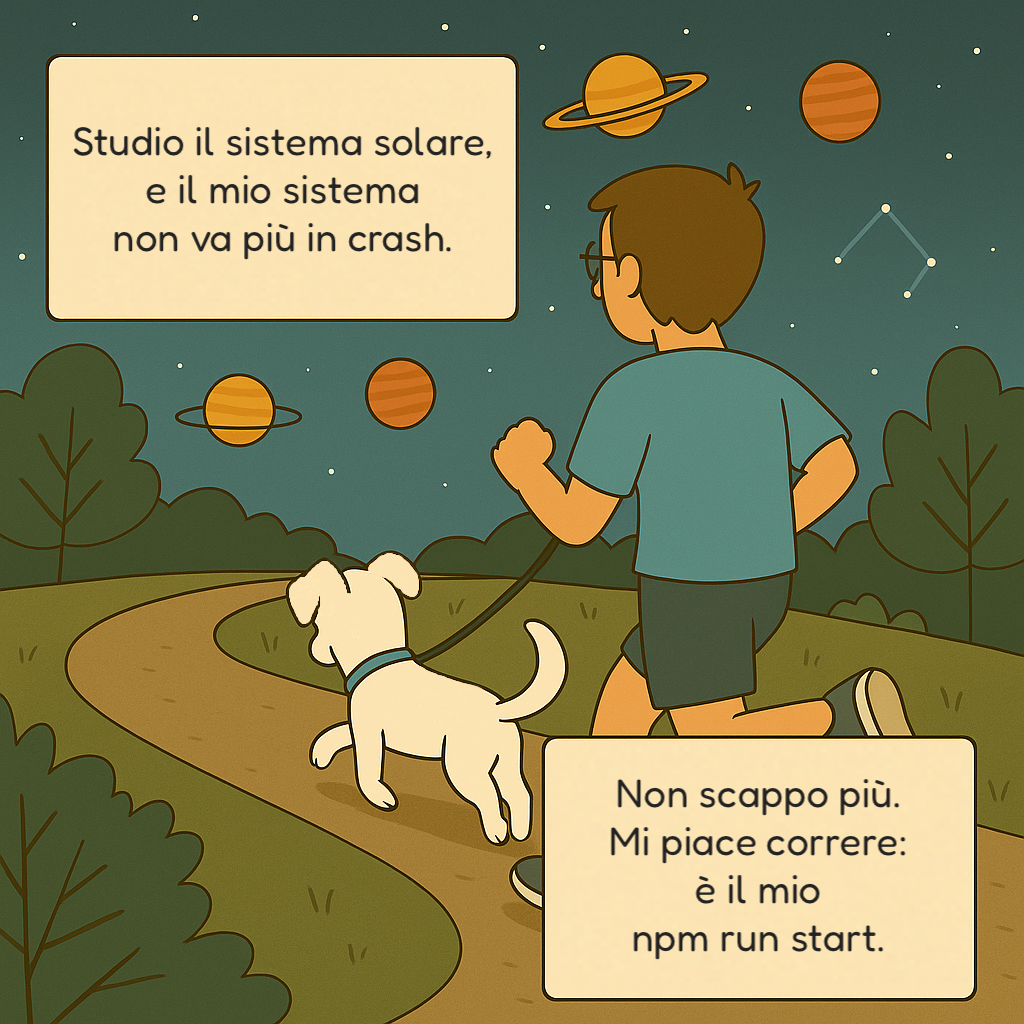 Studio il sistema solare,
e il mio sistema
non va più in crash.
Non scappo più.
Mi piace correre:
è il mio
npm run start.